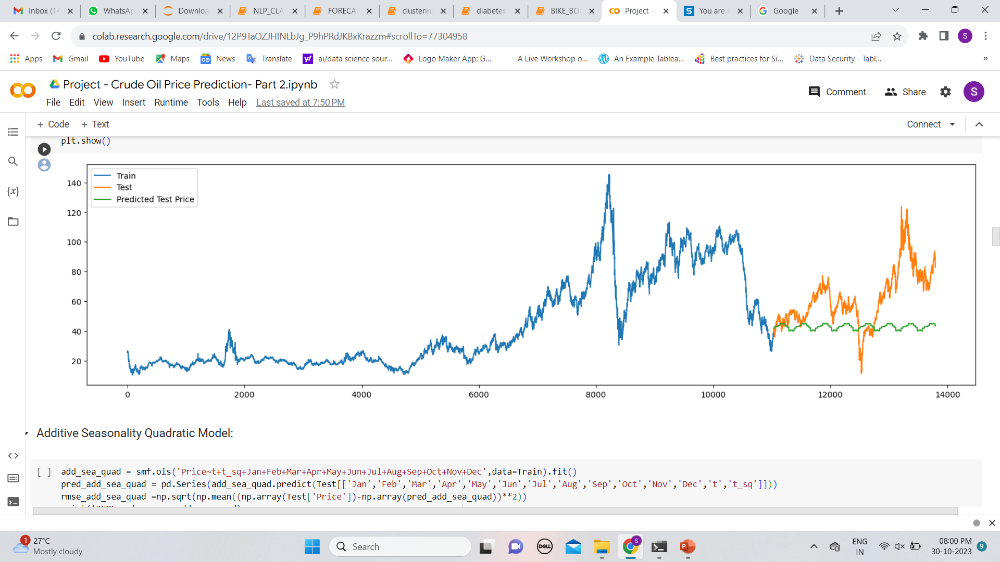 Inbox (14
WhatsAp
Downloa
NLP_CLA
FORECAS
clusterin
diabetes
BIKE_BO
Project -
You are s
Google
colab.research.google.com/drive/12P9TaOZJHINLbJg_P9hPRdJKBxKrazzm#scrollTo=77304958
S
Apps
Gmail
YouTube
Maps
News
Translate
ai/data science sour...
Logo Maker App: G...
A Live Workshop o...
An Example Tablea...
Best practices for Si...
Data Security - Tabl...
»
Project - Crude Oil Price Prediction- Part 2.ipynb
Comment
Share
S
File Edit View Insert Runtime Tools Help Last saved at 7:50 PM
+ Code + Text
Connect
plt.show()
{x}
Train
Test
Predicted Test Price
140
120
100
80
60
40
20
0 2000 4000 6000 8000 10000 12000 14000
Additive Seasonality Quadratic Model:
[ ] add_sea_quad = smf.ols('Price~t+t_sq+Jan+Feb+Mar+Apr+May+Jun+Jul+Aug+Sep+Oct+Nov+Dec',data=Train).fit()
pred_add_sea_quad = pd.Series(add_sea_quad.predict(Test[['Jan','Feb','Mar','Apr','May','Jun','Jul','Aug','Sep','Oct','Nov','Dec','t','t_sq']]))
rmse_add_sea_quad =np.sqrt(np.mean((np.array(Test['Price'])-np.array(pred_add_sea_quad))**2))
1
27°C
Mostly cloudy
Search
DELL
S
ENG
IN
08:00 PM
30-10-2023
9